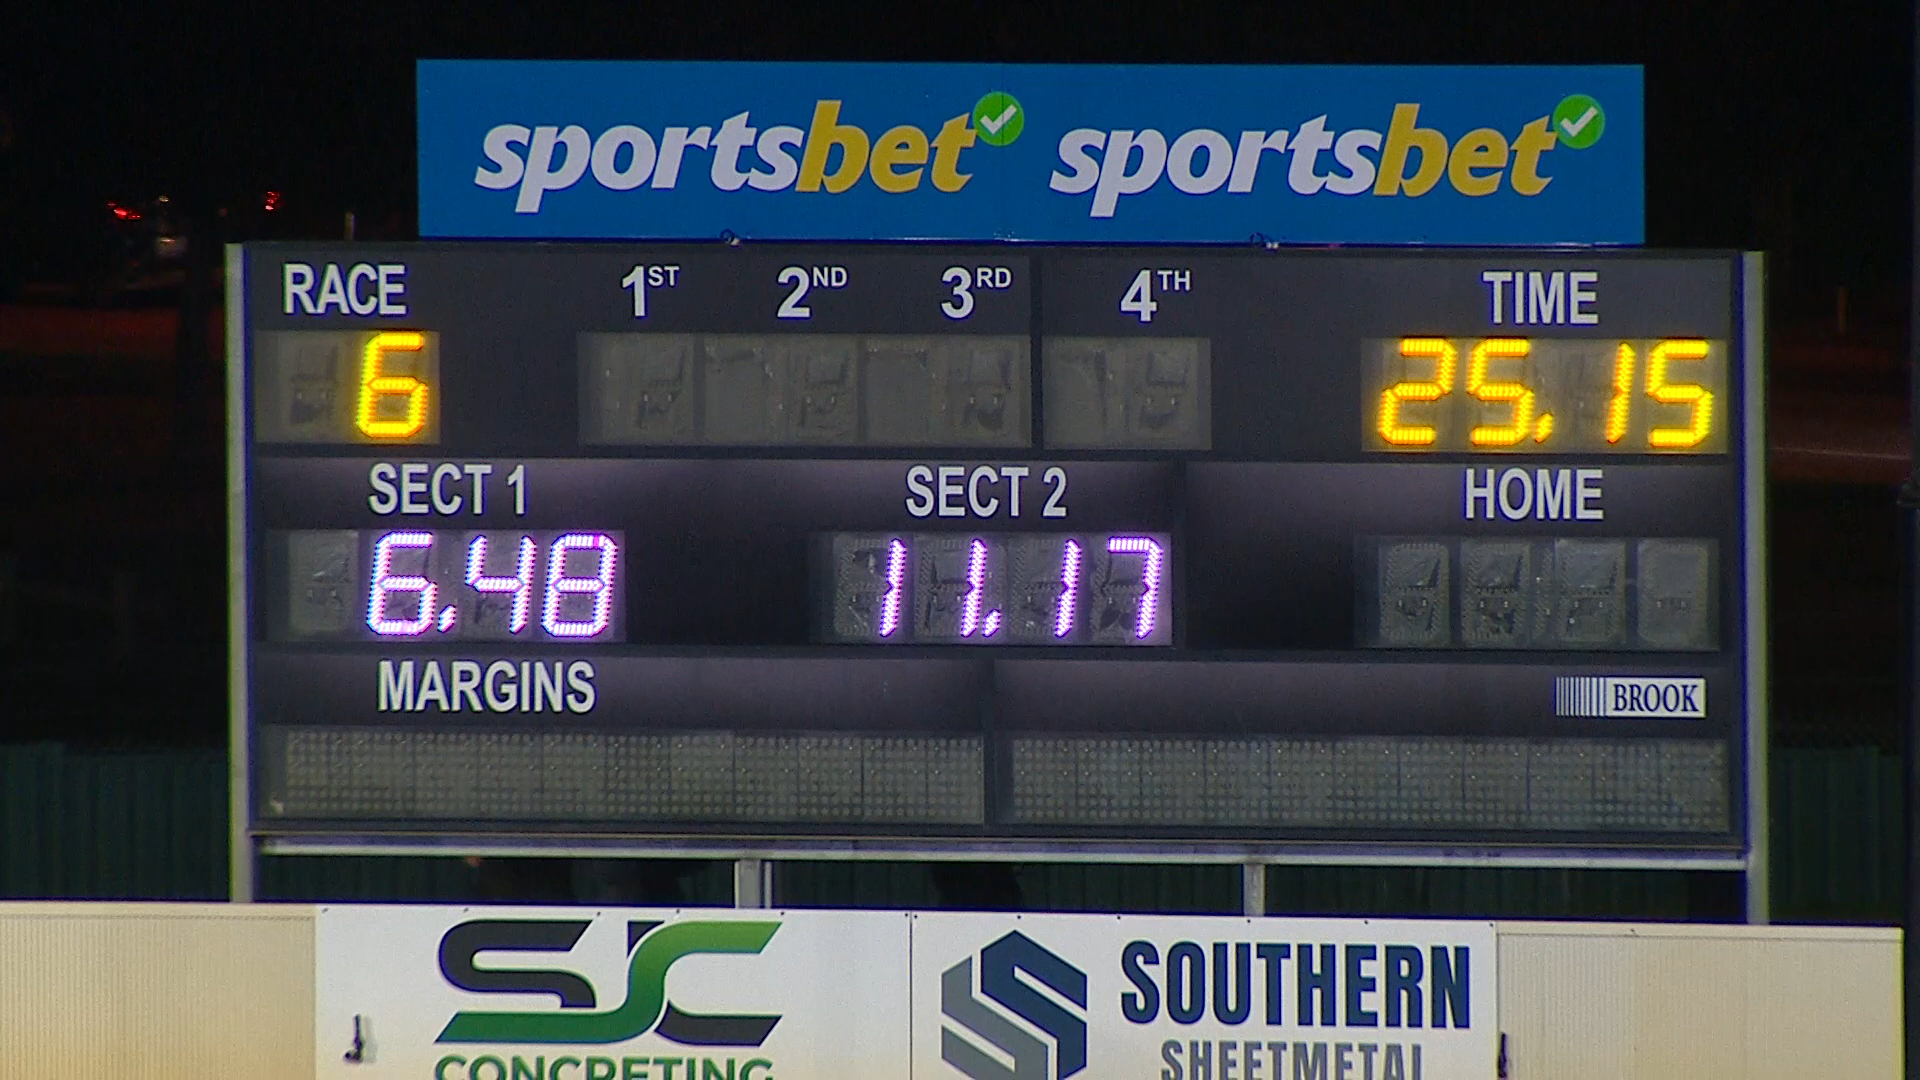 sportsbet sportsbet
RACE 1ST 2ND 3RD 4TH TIME
6 25.15
SECT 1 SECT 2 HOME
6.48 11.17
MARGINS BROOK
SJC SOUTHERN
CONCRETING SHEETMETAL